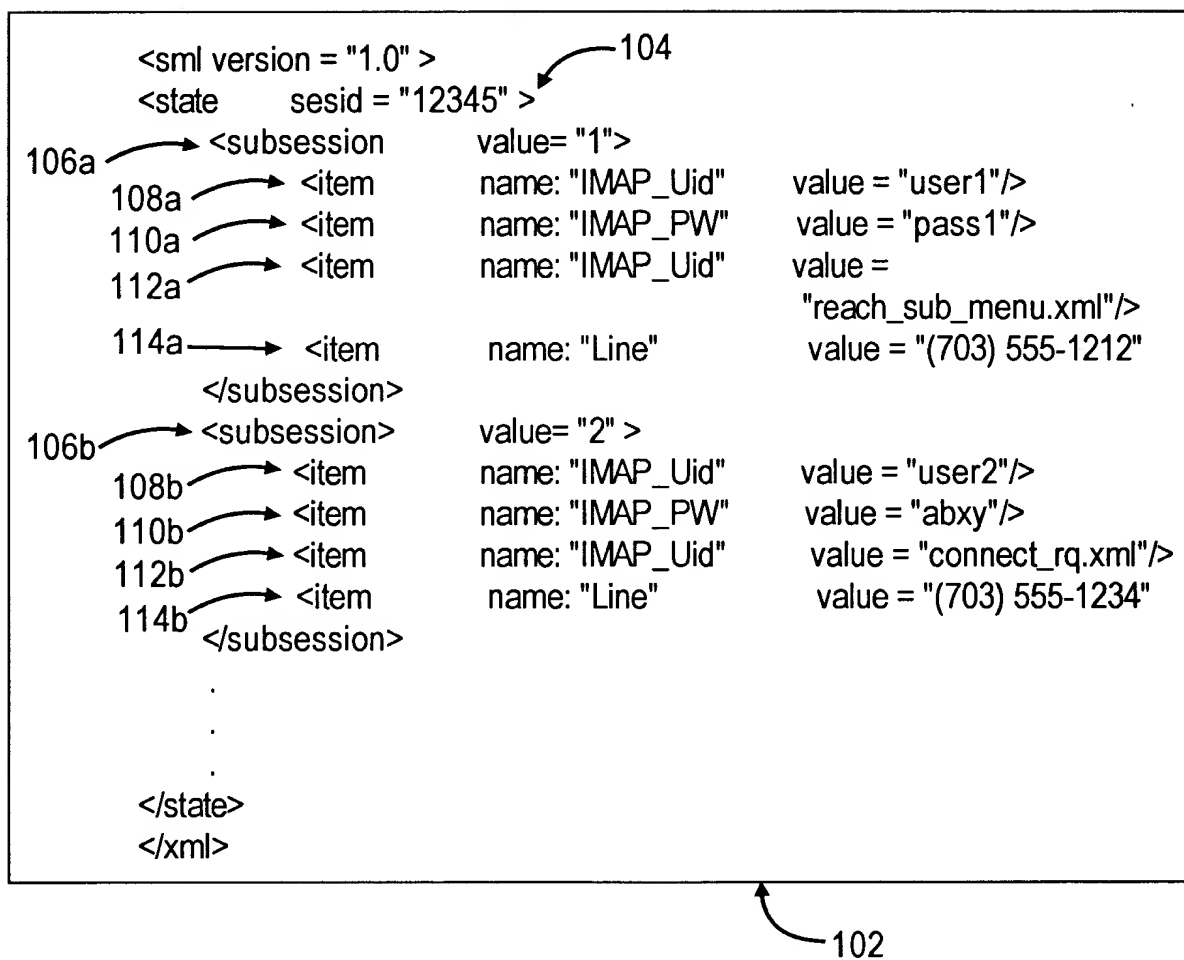 <sml version = "1.0" > 104
<state sesid = "12345" >
106a <subsession value= "1">
108a <item name: "IMAP_Uid" value = "user1"/>
110a <item name: "IMAP_PW" value = "pass1"/>
112a <item name: "IMAP_Uid" value =
"reach_sub_menu.xml"/>
114a <item name: "Line" value = "(703) 555-1212"
</subsession>
106b <subsession> value= "2" >
108b <item name: "IMAP_Uid" value = "user2"/>
110b <item name: "IMAP_PW" value = "abxy"/>
112b <item name: "IMAP_Uid" value = "connect_rq.xml"/>
114b <item name: "Line" value = "(703) 555-1234"
</subsession>
.
.
.
</state>
</xml>
102